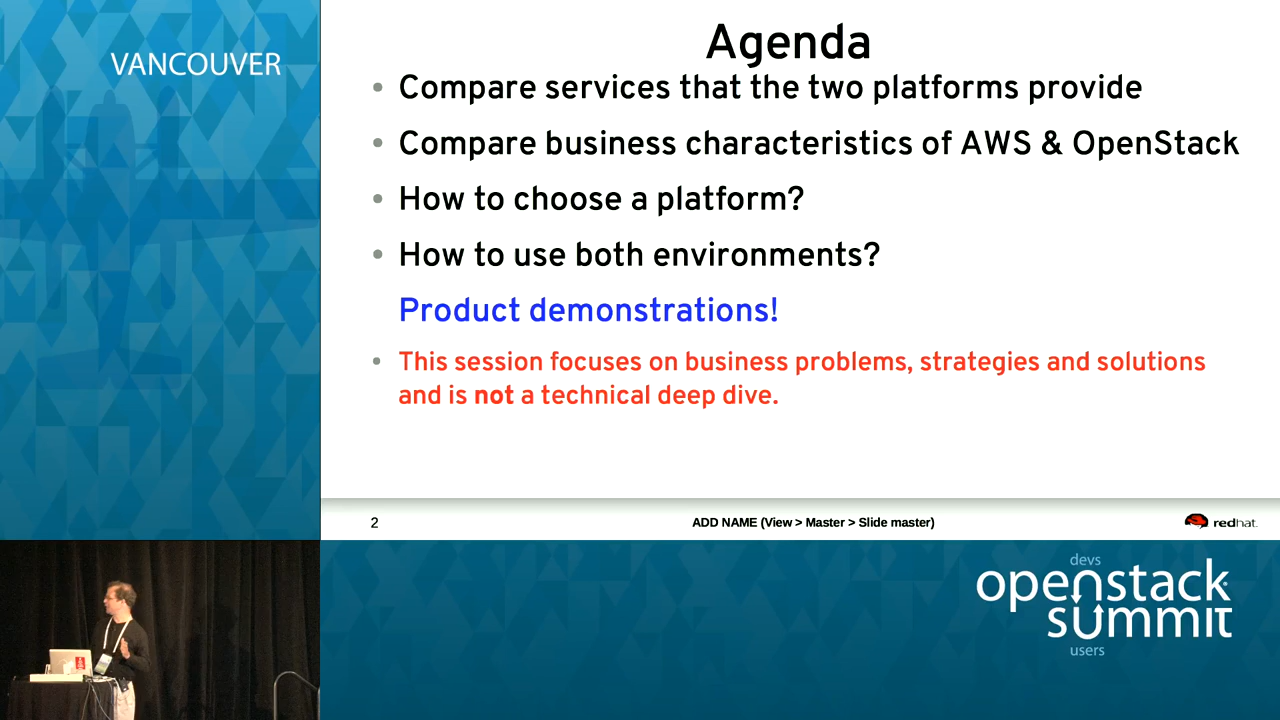 VANCOUVER
Agenda
• Compare services that the two platforms provide
• Compare business characteristics of AWS & OpenStack
• How to choose a platform?
• How to use both environments?
Product demonstrations!
• This session focuses on business problems, strategies and solutions
and is not a technical deep dive.
2
ADD NAME (View > Master > Slide master)
redhat.
devs
openstack
summit
users